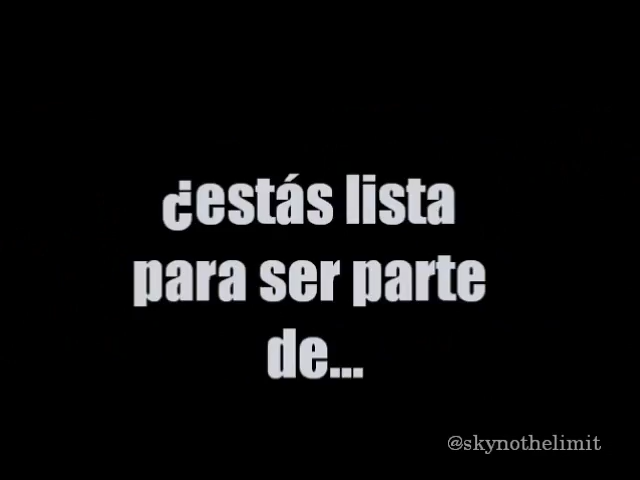 ¿estás lista
para ser parte
de...
@skynothelimit